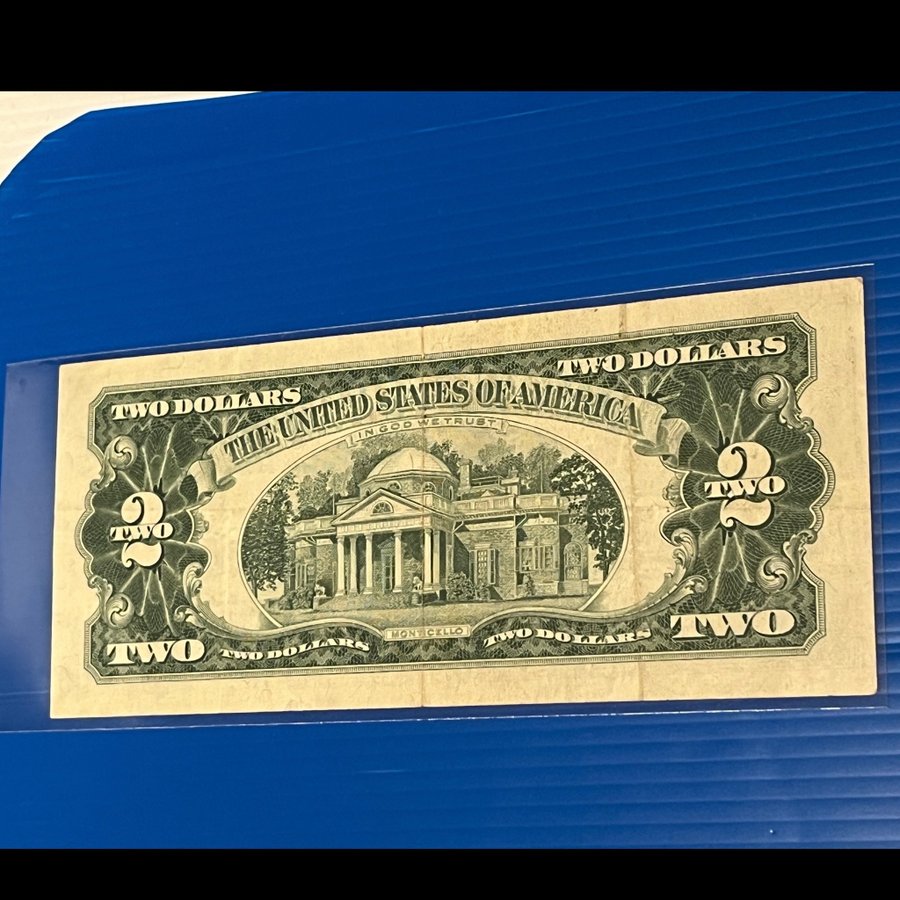 TWO DOLLARS
TWO DOLLARS
THE UNITED STATES OF AMERICA
IN GOD WE TRUST
2
TWO
2
TWO
MONTICELLO
TWO
TWO DOLLARS
TWO DOLLARS
TWO